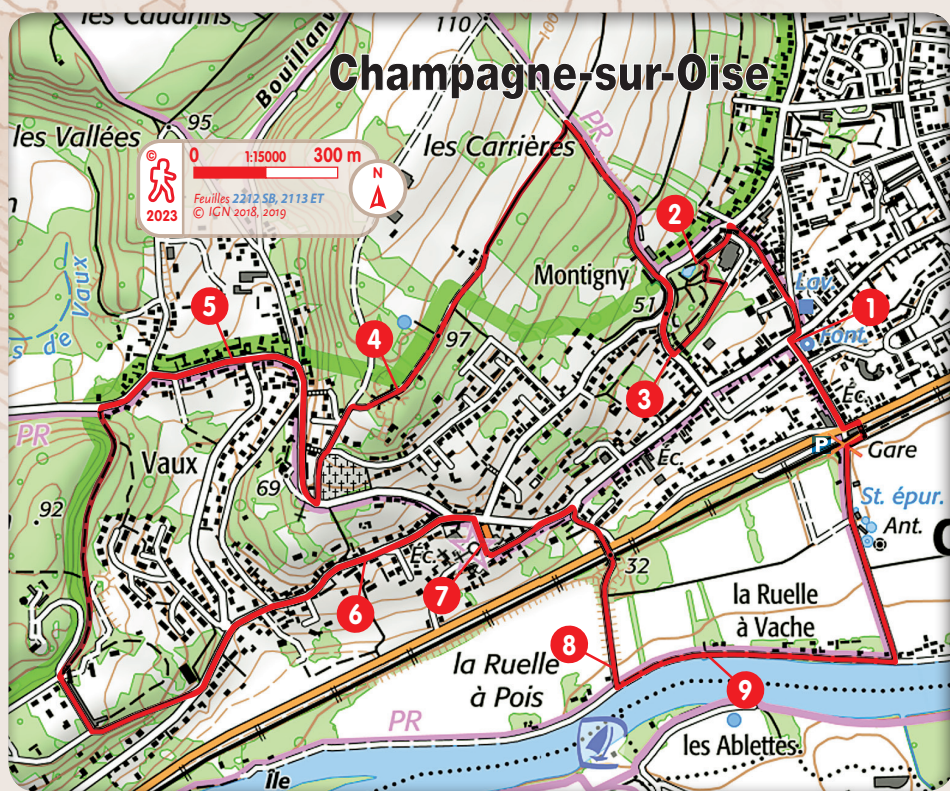 les Caudrins
110
100
Bouillanv
Champagne-sur-Oise
95
les Vallées
PR
les Carrières
©
0 1:15000 300 m
N
Feuilles 2212 SB, 2113 ET
2023
© IGN 2018, 2019
2
Montigny
51
Lav.
s de Vaux
5
1
Font.
4
97
3
Éc.
PR
Vaux
P
Gare
Éc.
69
St. épur.
92
Ant.
C
Éc.
32
7
6
la Ruelle
à Vache
8
la Ruelle
à Pois
9
PR
les Ablettes
Île